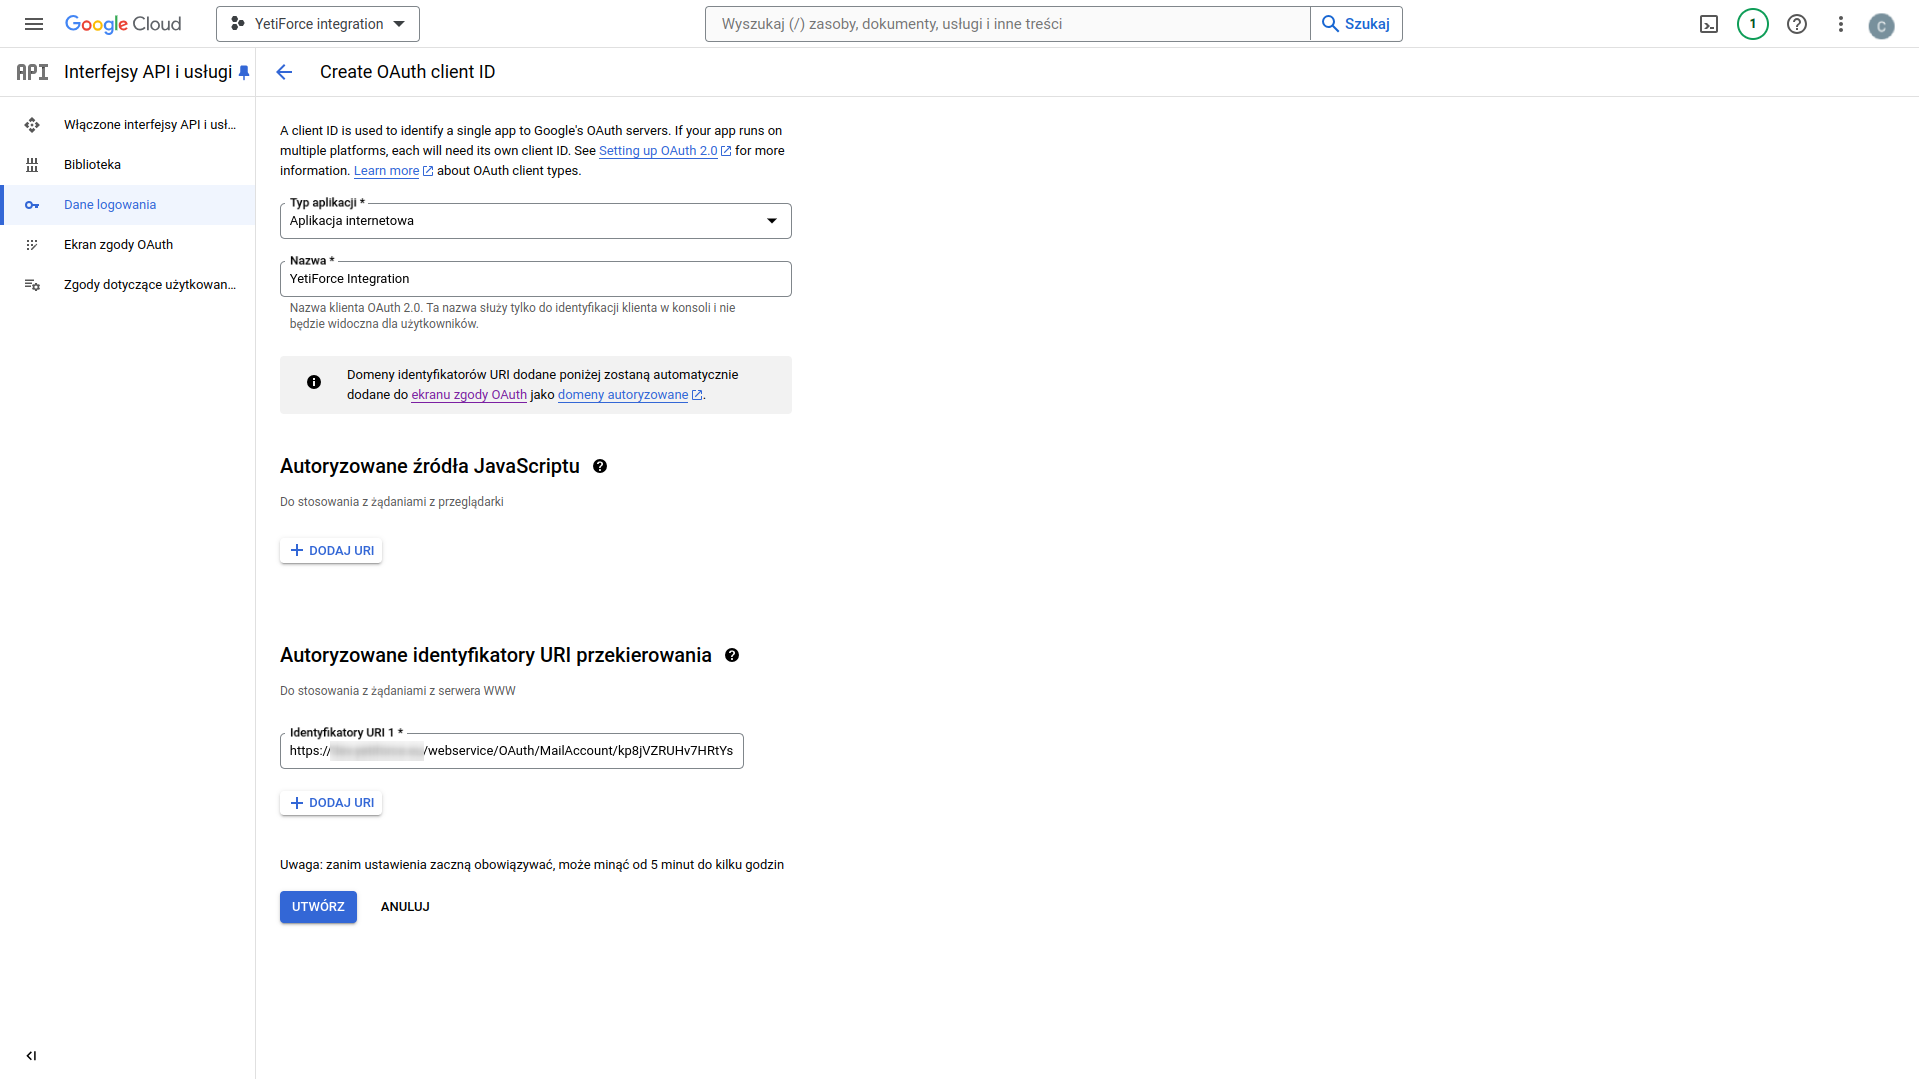 Google Cloud
YetiForce integration
Wyszukaj (/) zasoby, dokumenty, usługi i inne treści
Szukaj
1
C
API
Interfejsy API i usługi
Create OAuth client ID
Włączone interfejsy API i usł...
Biblioteka
Dane logowania
Ekran zgody OAuth
Zgody dotyczące użytkowan...
A client ID is used to identify a single app to Google's OAuth servers. If your app runs on
multiple platforms, each will need its own client ID. See Setting up OAuth 2.0 for more
information. Learn more about OAuth client types.
Typ aplikacji *
Aplikacja internetowa
Nazwa *
YetiForce Integration
Nazwa klienta OAuth 2.0. Ta nazwa służy tylko do identyfikacji klienta w konsoli i nie
będzie widoczna dla użytkowników.
Domeny identyfikatorów URI dodane poniżej zostaną automatycznie
dodane do ekranu zgody OAuth jako domeny autoryzowane.
Autoryzowane źródła JavaScriptu
Do stosowania z żądaniami z przeglądarki
DODAJ URI
Autoryzowane identyfikatory URI przekierowania
Do stosowania z żądaniami z serwera WWW
Identyfikatory URI 1 *
https:// /webservice/OAuth/MailAccount/kp8jVZRUHv7HRtYs
DODAJ URI
Uwaga: zanim ustawienia zaczną obowiązywać, może minąć od 5 minut do kilku godzin
UTWÓRZ
ANULUJ